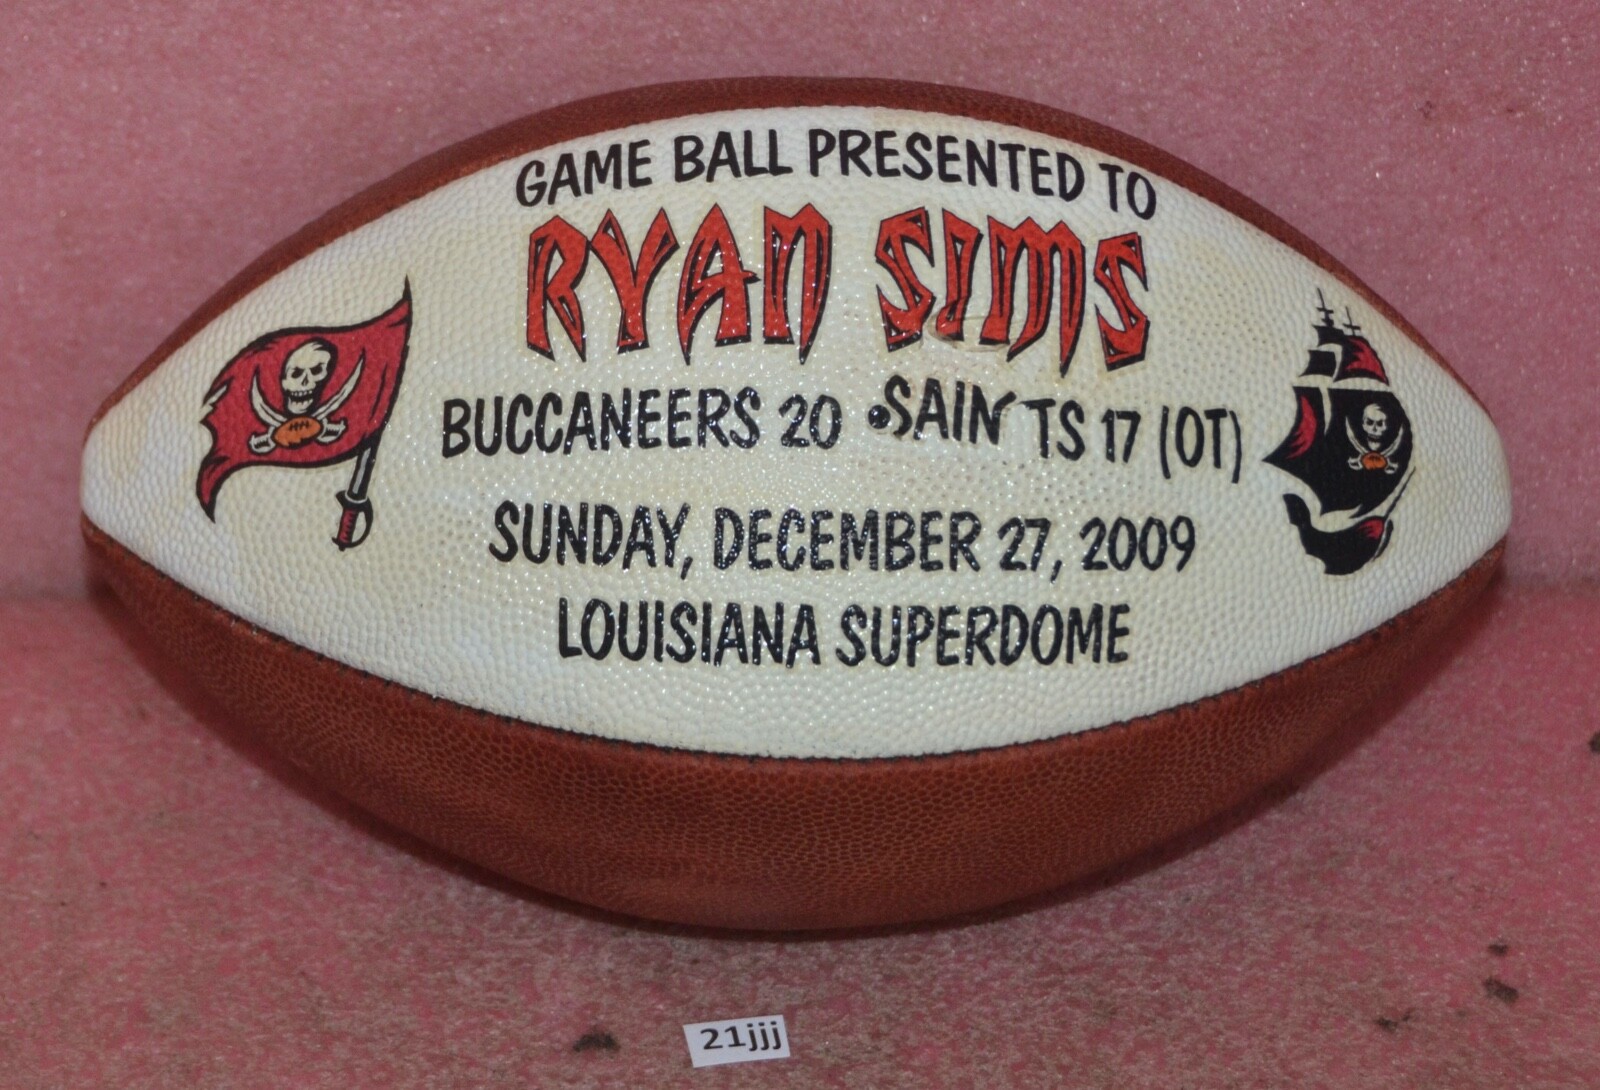 GAME BALL PRESENTED TO
RYAN SIMS
BUCCANEERS 20 •SAINTS 17 (OT)
SUNDAY, DECEMBER 27, 2009
LOUISIANA SUPERDOME
21jjj